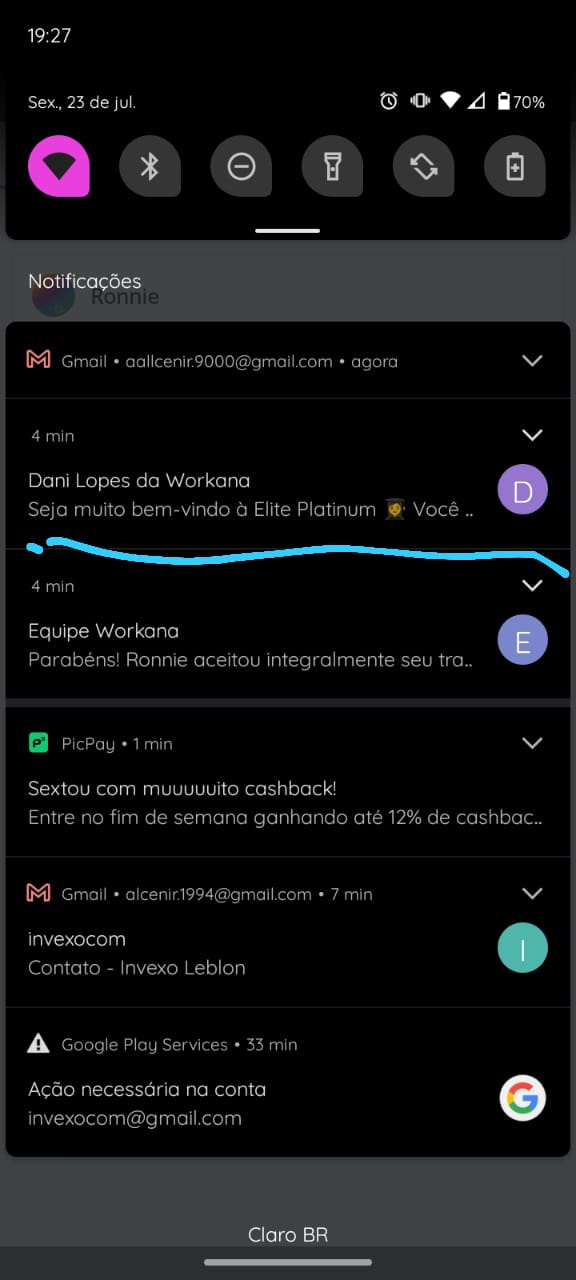 19:27
Sex., 23 de jul.
70%
Notificações
Ronnie
Gmail • aallcenir.9000@gmail.com • agora
4 min
Dani Lopes da Workana
D
Seja muito bem-vindo à Elite Platinum 👩🏾‍🎓 Você ..
4 min
Equipe Workana
E
Parabéns! Ronnie aceitou integralmente seu tra..
PicPay • 1 min
Sextou com muuuuuito cashback!
Entre no fim de semana ganhando até 12% de cashbac..
Gmail • alcenir.1994@gmail.com • 7 min
invexocom
I
Contato - Invexo Leblon
Google Play Services • 33 min
Ação necessária na conta
G
invexocom@gmail.com
Claro BR